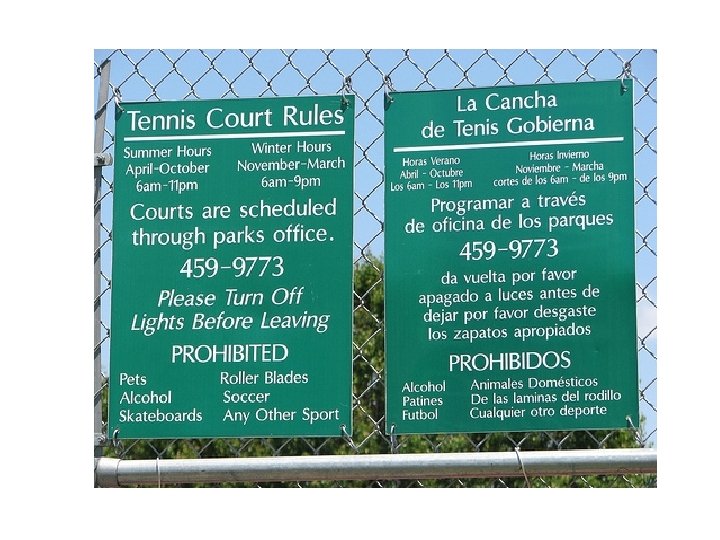 Tennis Court Rules
Summer Hours
April-October
6am-11pm
Winter Hours
November-March
6am-9pm
Courts are scheduled
through parks office.
459-9773
Please Turn Off
Lights Before Leaving
PROHIBITED
Pets
Alcohol
Skateboards
Roller Blades
Soccer
Any Other Sport
La Cancha
de Tenis Gobierna
Horas Verano
Abril - Octubre
Los 6am - Los 11pm
Horas Invierno
Noviembre - Marcha
cortes de los 6am - de los 9pm
Programar a través
de oficina de los parques
459-9773
da vuelta por favor
apagado a luces antes de
dejar por favor desgaste
los zapatos apropiados
PROHIBIDOS
Alcohol
Patines
Futbol
Animales Domésticos
De las laminas del rodillo
Cualquier otro deporte